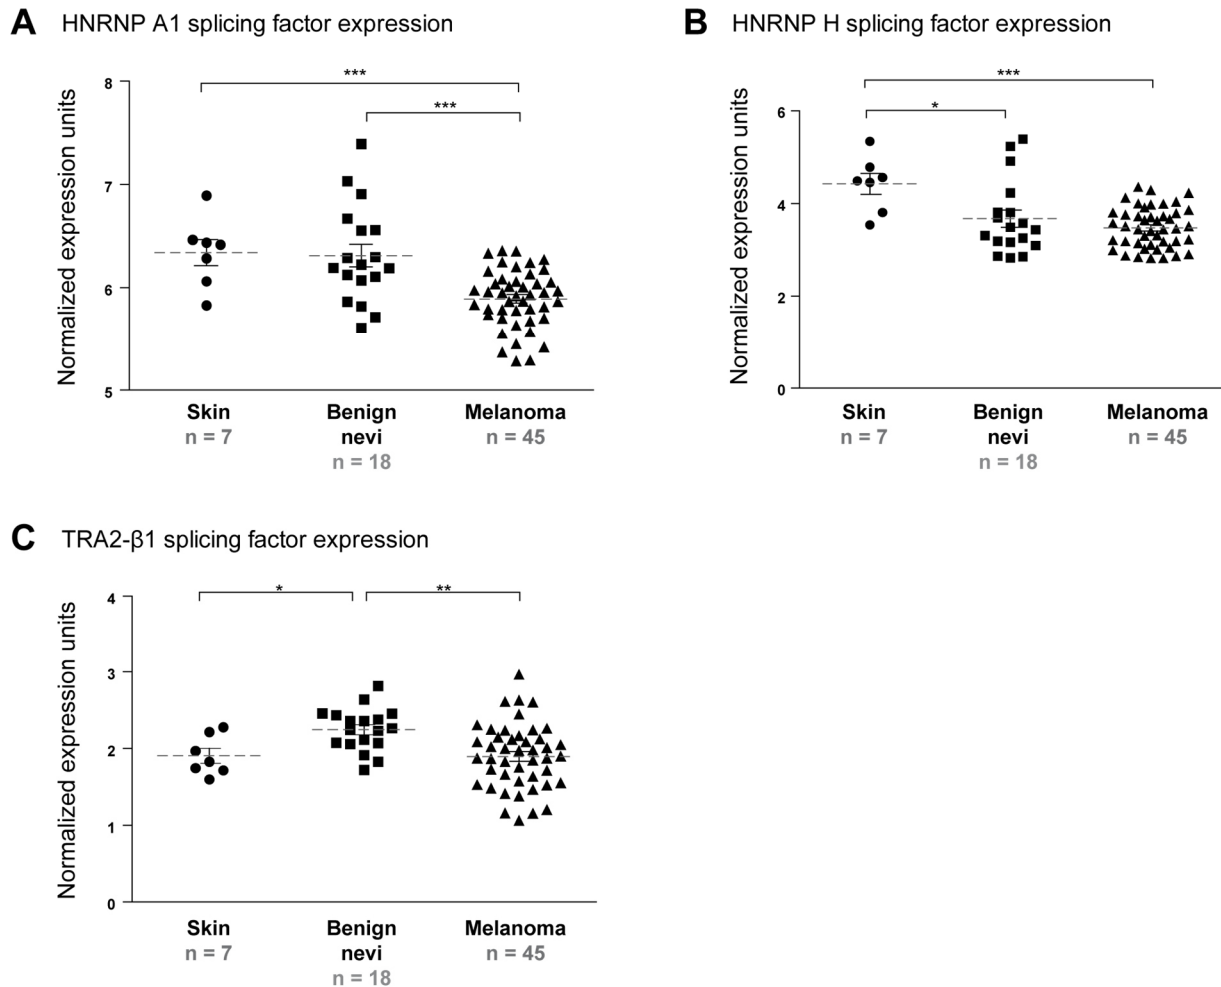 A HNRNP A1 splicing factor expression
Normalized expression units
8
7
6
5
***
***
Skin
n = 7
Benign
nevi
n = 18
Melanoma
n = 45
B HNRNP H splicing factor expression
Normalized expression units
6
4
2
0
***
*
Skin
n = 7
Benign
nevi
n = 18
Melanoma
n = 45
C TRA2-β1 splicing factor expression
Normalized expression units
4
3
2
1
0
*
**
Skin
n = 7
Benign
nevi
n = 18
Melanoma
n = 45